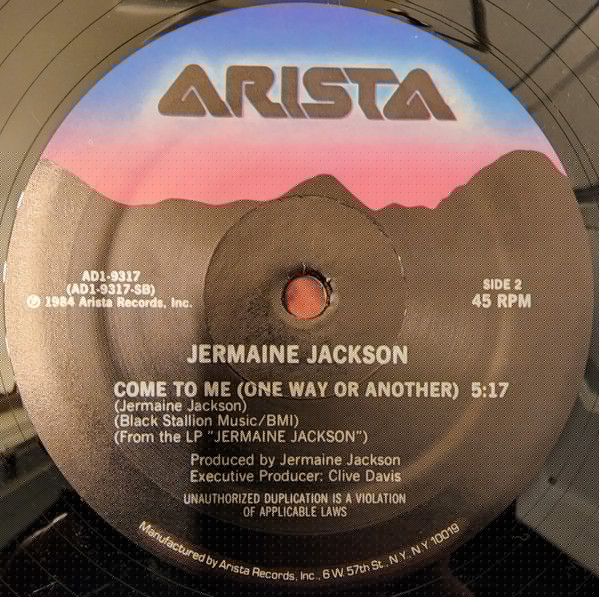 ARISTA
AD1-9317
(AD1-9317-SB)
℗ 1984 Arista Records, Inc.
SIDE 2
45 RPM
JERMAINE JACKSON
COME TO ME (ONE WAY OR ANOTHER) 5:17
(Jermaine Jackson)
(Black Stallion Music/BMI)
(From the LP "JERMAINE JACKSON")
Produced by Jermaine Jackson
Executive Producer: Clive Davis
UNAUTHORIZED DUPLICATION IS A VIOLATION
OF APPLICABLE LAWS
Manufactured by Arista Records, Inc., 6 W. 57th St., N.Y. N.Y. 10019